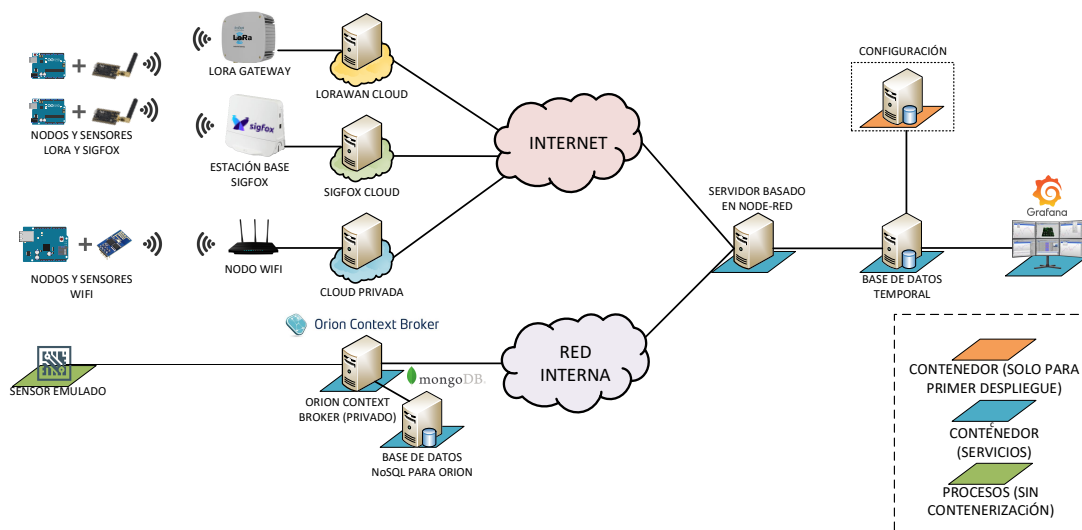 LoRa
LORA GATEWAY
LORAWAN CLOUD
NODOS Y SENSORES
LORA Y SIGFOX
sigfox
ESTACIÓN BASE
SIGFOX
SIGFOX CLOUD
NODOS Y SENSORES
WIFI
NODO WIFI
CLOUD PRIVADA
INTERNET
CONFIGURACIÓN
SERVIDOR BASADO
EN NODE-RED
BASE DE DATOS
TEMPORAL
Grafana
SENSOR EMULADO
Orion Context Broker
ORION CONTEXT
BROKER (PRIVADO)
mongoDB.
BASE DE DATOS
NoSQL PARA ORION
RED
INTERNA
CONTENEDOR (SOLO PARA
PRIMER DESPLIEGUE)
ć
CONTENEDOR
(SERVICIOS)
PROCESOS (SIN
CONTENERIZACiÓN)